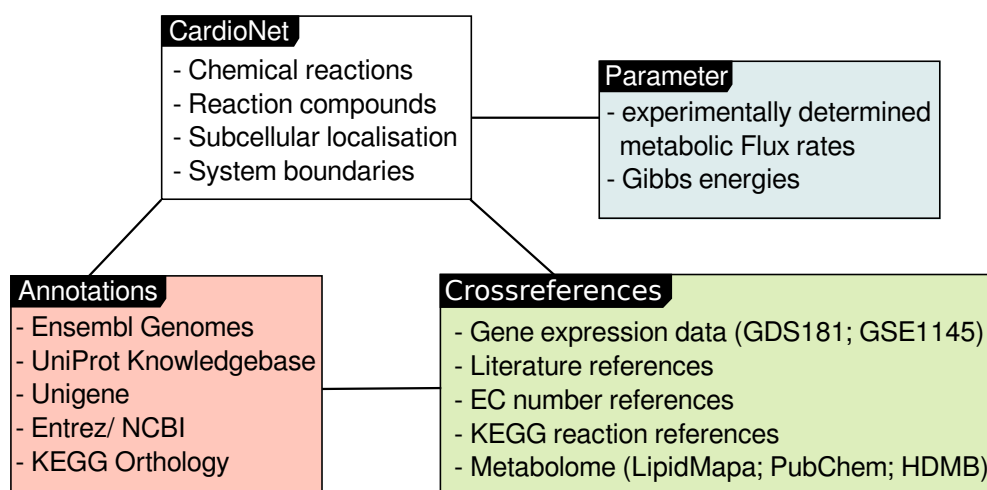 CardioNet
- Chemical reactions
- Reaction compounds
- Subcellular localisation
- System boundaries
Parameter
- experimentally determined
metabolic Flux rates
- Gibbs energies
Annotations
- Ensembl Genomes
- UniProt Knowledgebase
- Unigene
- Entrez/ NCBI
- KEGG Orthology
Crossreferences
- Gene expression data (GDS181; GSE1145)
- Literature references
- EC number references
- KEGG reaction references
- Metabolome (LipidMapa; PubChem; HDMB)